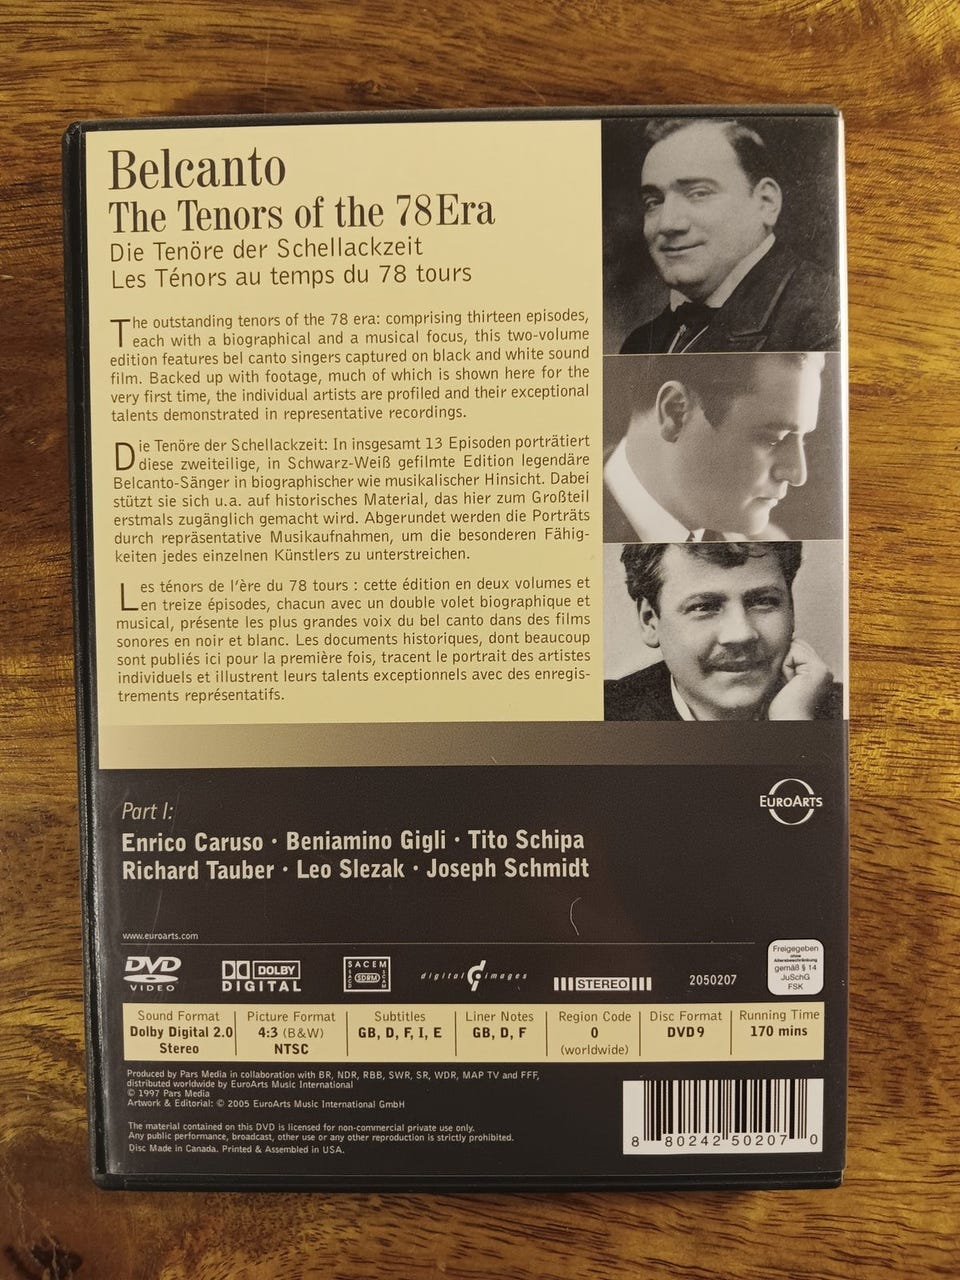 Belcanto
The Tenors of the 78 Era
Die Tenöre der Schellackzeit
Les Ténors au temps du 78 tours
The outstanding tenors of the 78 era: comprising thirteen episodes,
each with a biographical and a musical focus, this two-volume
edition features bel canto singers captured on black and white sound
film. Backed up with footage, much of which is shown here for the
very first time, the individual artists are profiled and their exceptional
talents demonstrated in representative recordings.
Die Tenöre der Schellackzeit: In insgesamt 13 Episoden porträtiert
diese zweiteilige, in Schwarz-Weiß gefilmte Edition legendäre
Belcanto-Sänger in biographischer wie musikalischer Hinsicht. Dabei
stützt sie sich u.a. auf historisches Material, das hier zum Großteil
erstmals zugänglich gemacht wird. Abgerundet werden die Porträts
durch repräsentative Musikaufnahmen, um die besonderen Fähig-
keiten jedes einzelnen Künstlers zu unterstreichen.
Les ténors de l'ère du 78 tours : cette édition en deux volumes et
en treize épisodes, chacun avec un double volet biographique et
musical, présente les plus grandes voix du bel canto dans des films
sonores en noir et blanc. Les documents historiques, dont beaucoup
sont publiés ici pour la première fois, tracent le portrait des artistes
individuels et illustrent leurs talents exceptionnels avec des enregis-
trements représentatifs.
EUROARTS
Part I:
Enrico Caruso · Beniamino Gigli · Tito Schipa
Richard Tauber · Leo Slezak · Joseph Schmidt
www.euroarts.com
DVD VIDEO
DOLBY DIGITAL
SACEM SDRM
digital images
STEREO
2050207
Freigegeben
ohne
Altersbeschränkung
gemäß § 14
JuSchG
FSK
Sound Format
Dolby Digital 2.0
Stereo
Picture Format
4:3 (B&W)
NTSC
Subtitles
GB, D, F, I, E
Liner Notes
GB, D, F
Region Code
0
(worldwide)
Disc Format
DVD9
Running Time
170 mins
Produced by Pars Media in collaboration with BR, NDR, RBB, SWR, SR, WDR, MAP TV and FFF,
distributed worldwide by EuroArts Music International
© 1997 Pars Media
Artwork & Editorial: © 2005 EuroArts Music International GmbH
The material contained on this DVD is licensed for non-commercial private use only.
Any public performance, broadcast, other use or any other reproduction is strictly prohibited.
Disc Made in Canada. Printed & Assembled in USA.
8 80242 50207 0